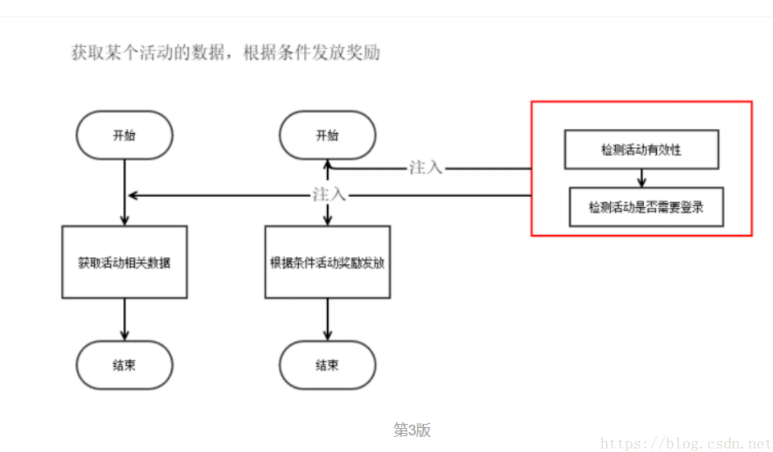 获取某个活动的数据，根据条件发放奖励
开始
开始
注入
注入
检测活动有效性
检测活动是否需要登录
获取活动相关数据
根据条件活动奖励发放
结束
结束
第3版
https://blog.csdn.net